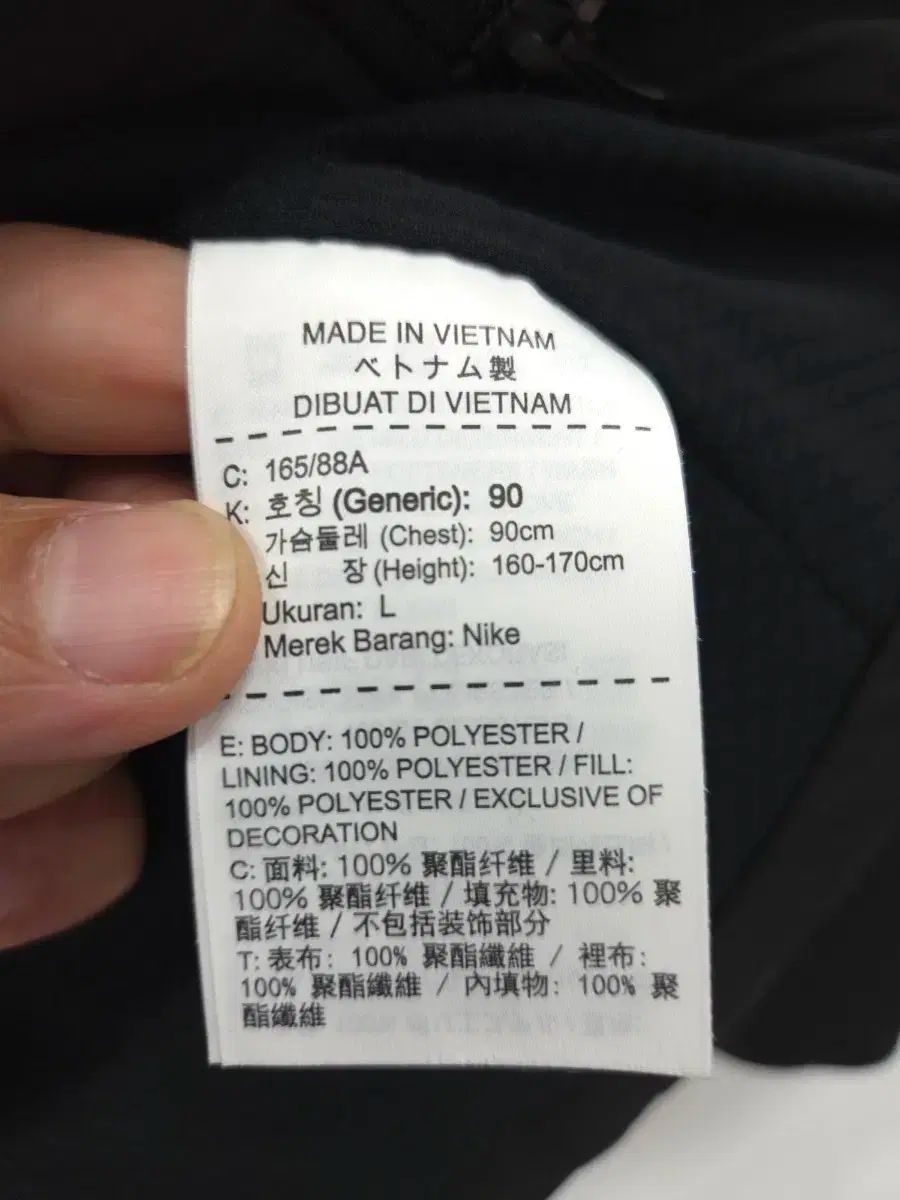 MADE IN VIETNAM
ベトナム製
DIBUAT DI VIETNAM
C: 165/88A
K: 호칭 (Generic): 90
가슴둘레 (Chest): 90cm
신 장 (Height): 160-170cm
Ukuran: L
Merek Barang: Nike
E: BODY: 100% POLYESTER /
LINING: 100% POLYESTER / FILL:
100% POLYESTER / EXCLUSIVE OF
DECORATION
C: 面料: 100% 聚酯纤维 / 里料:
100% 聚酯纤维 / 填充物: 100% 聚
酯纤维 / 不包括装饰部分
T: 表布: 100% 聚酯纖維 / 裡布:
100% 聚酯纖維 / 內填物: 100% 聚
酯纖維